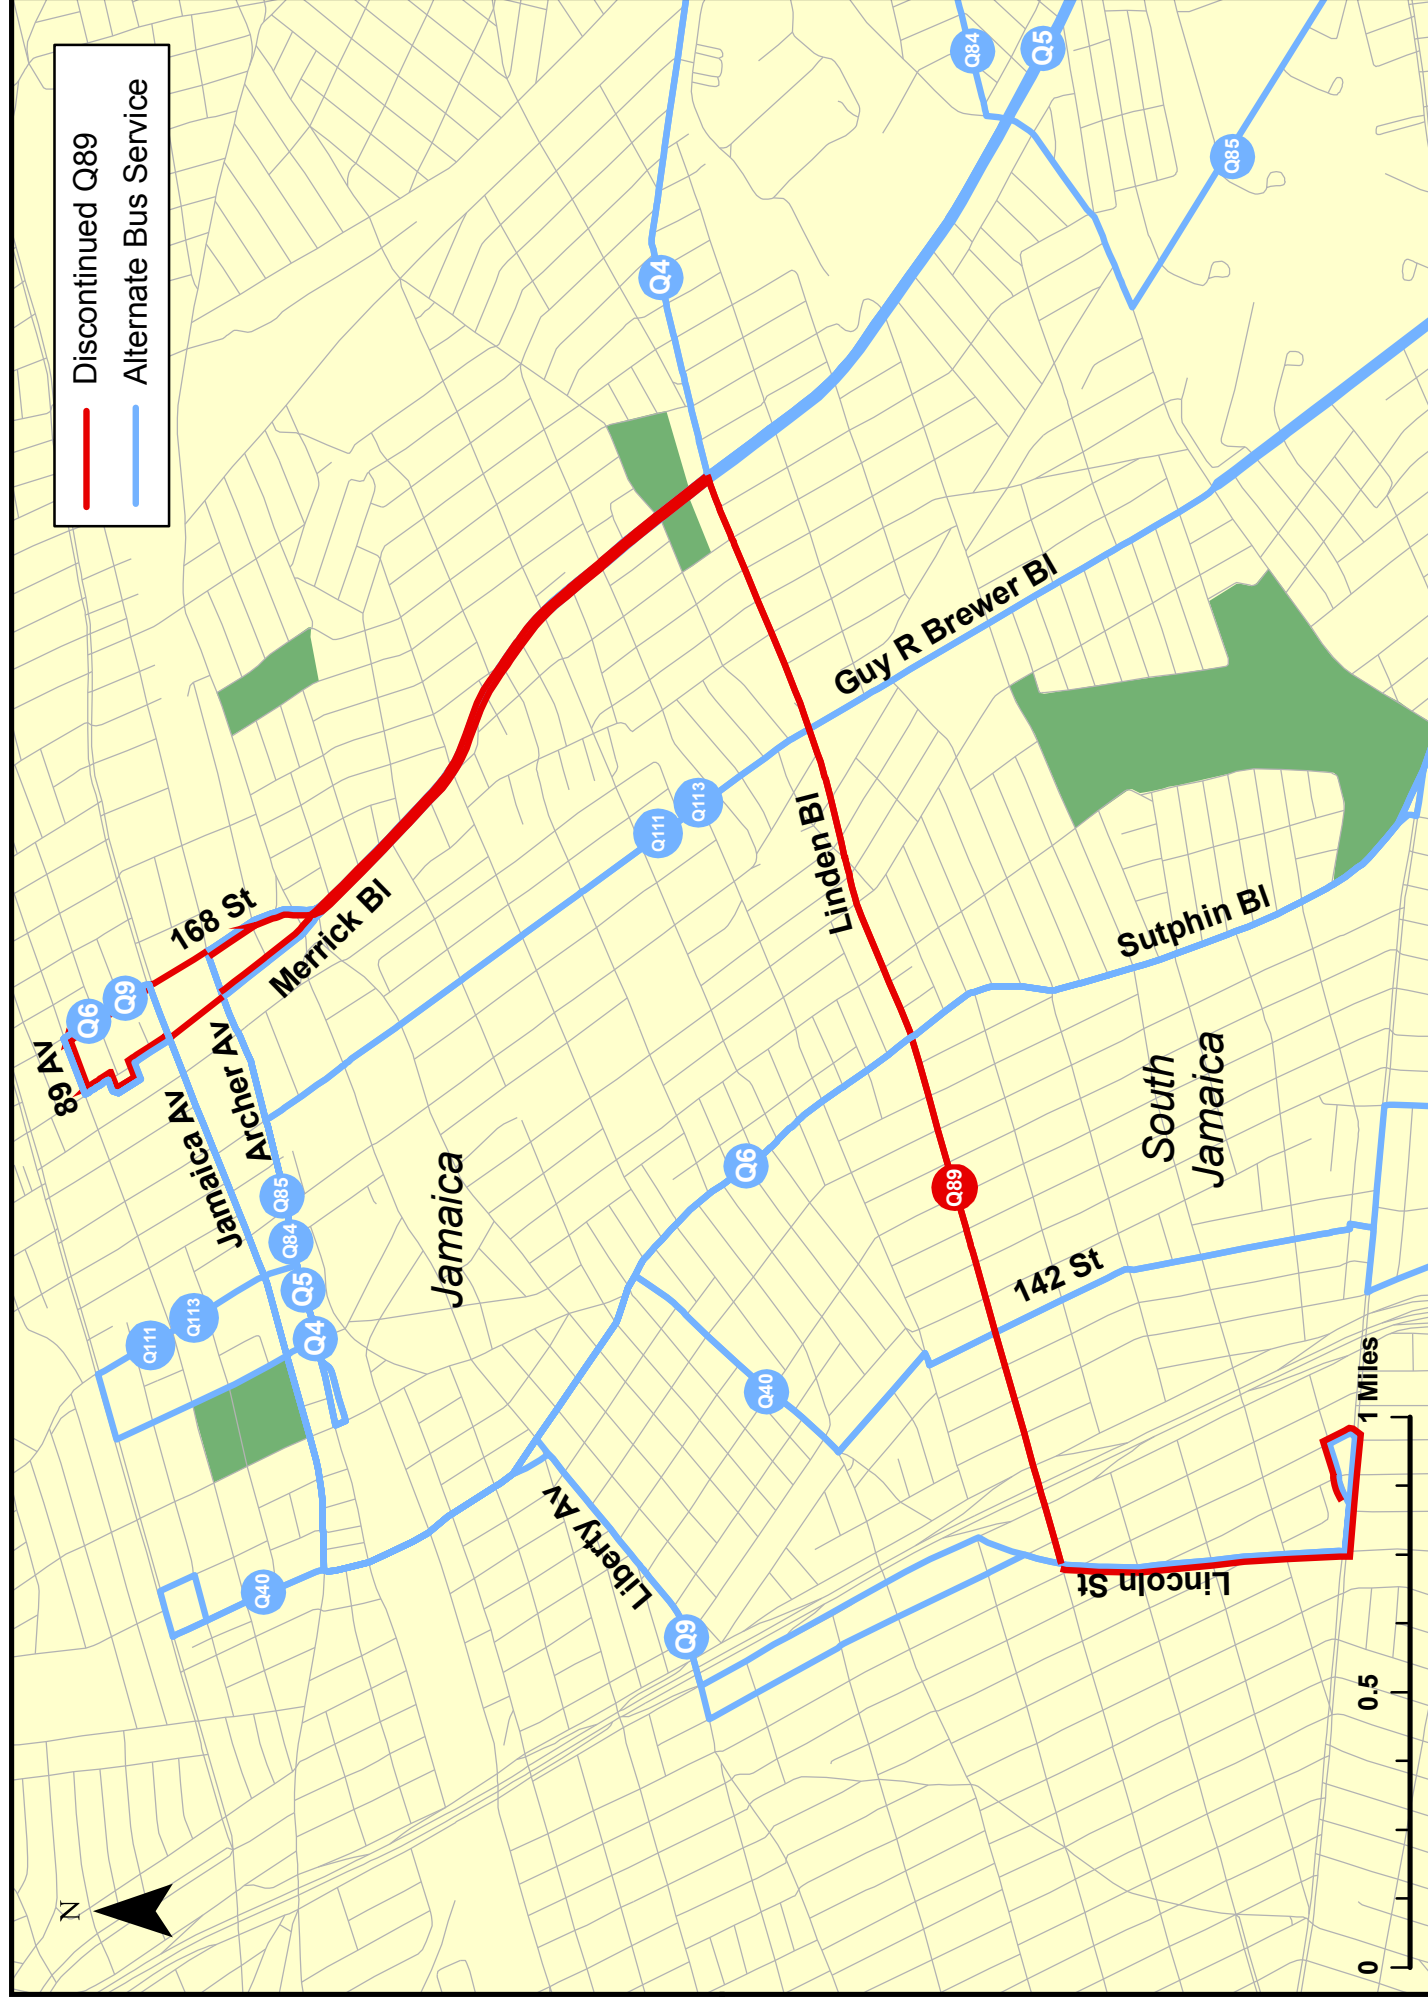 Discontinued Q89
Alternate Bus Service
N
89 Av
Q6
Q9
168 St
Merrick Bl
Jamaica Av
Archer Av
Q111
Q113
Q4
Q5
Q84
Q85
Q40
Jamaica
Q111
Q113
Q4
Q84
Q5
Q85
Guy R Brewer Bl
Linden Bl
Sutphin Bl
Q6
Q89
Q40
142 St
South
Jamaica
Liberty Av
Q9
Lincoln St
0
0.5
1 Miles